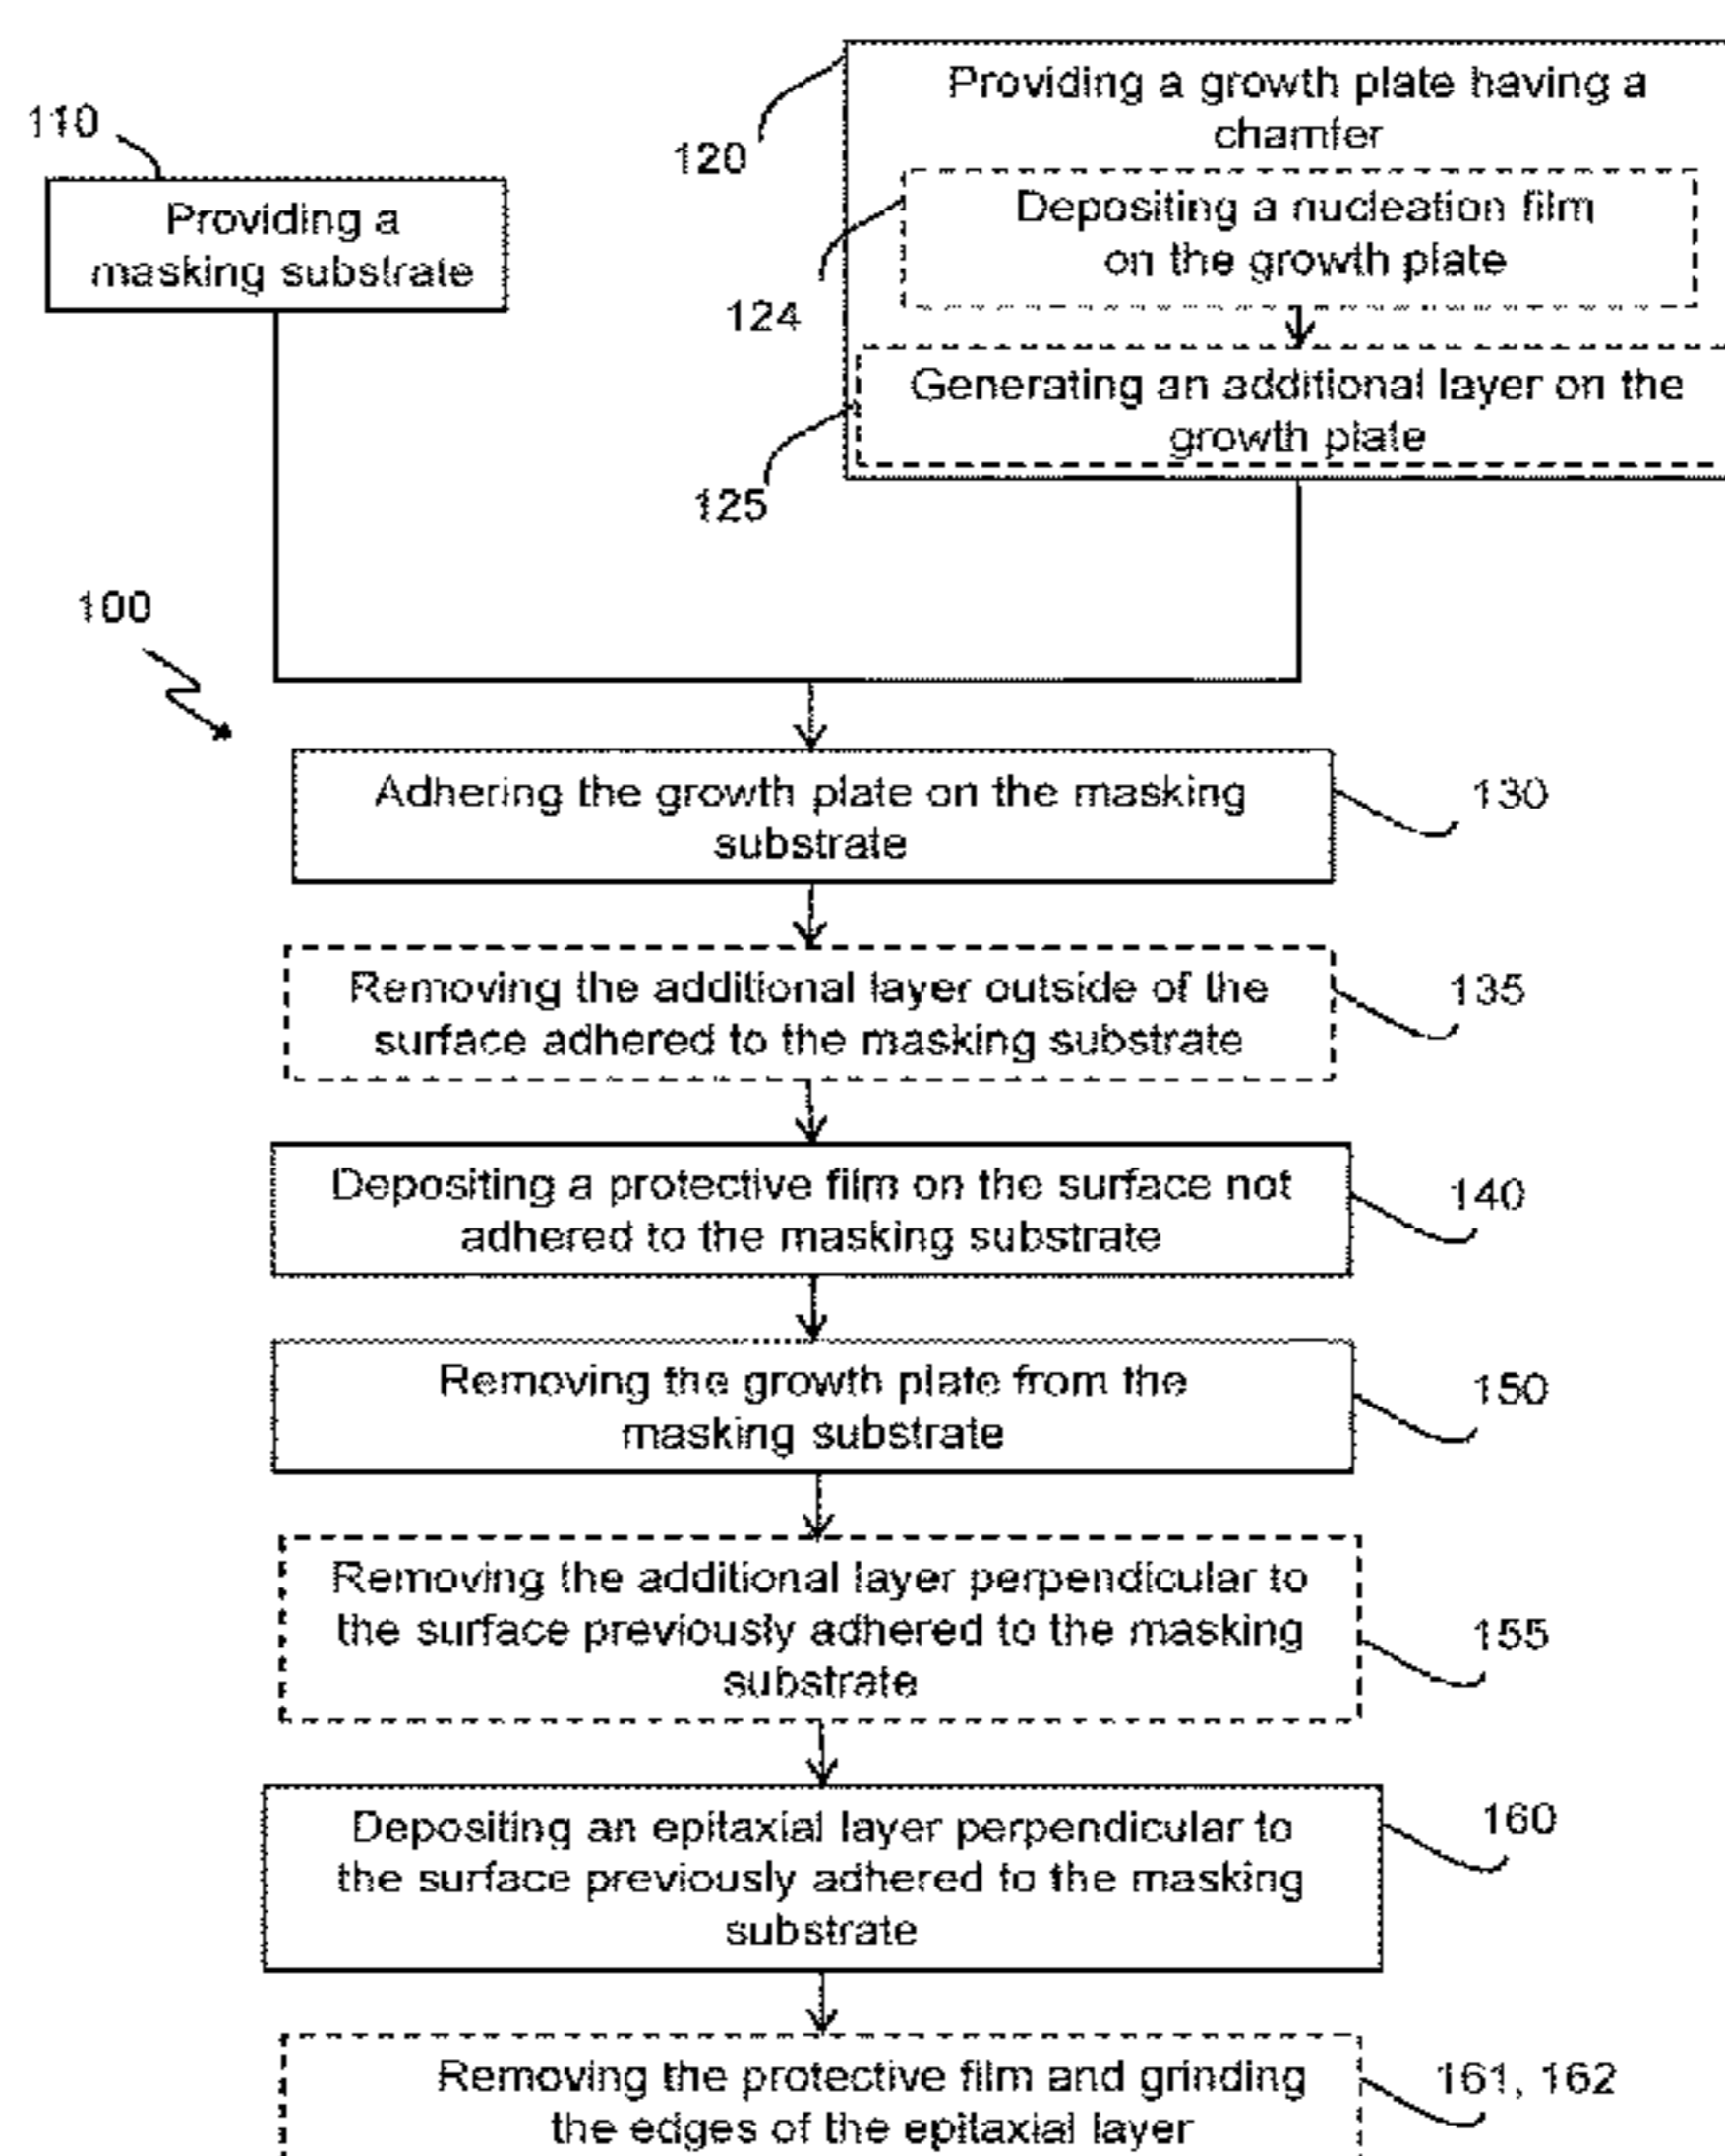 110
Providing a
masking substrate
120
Providing a growth plate having a
chamfer
124
Depositing a nucleation film
on the growth plate
125
Generating an additional layer on the
growth plate
100
Adhering the growth plate on the masking
substrate
130
Removing the additional layer outside of the
surface adhered to the masking substrate
135
Depositing a protective film on the surface not
adhered to the masking substrate
140
Removing the growth plate from the
masking substrate
150
Removing the additional layer perpendicular to
the surface previously adhered to the masking
substrate
155
Depositing an epitaxial layer perpendicular to
the surface previously adhered to the masking
substrate
160
Removing the protective film and grinding
the edges of the epitaxial layer
161, 162